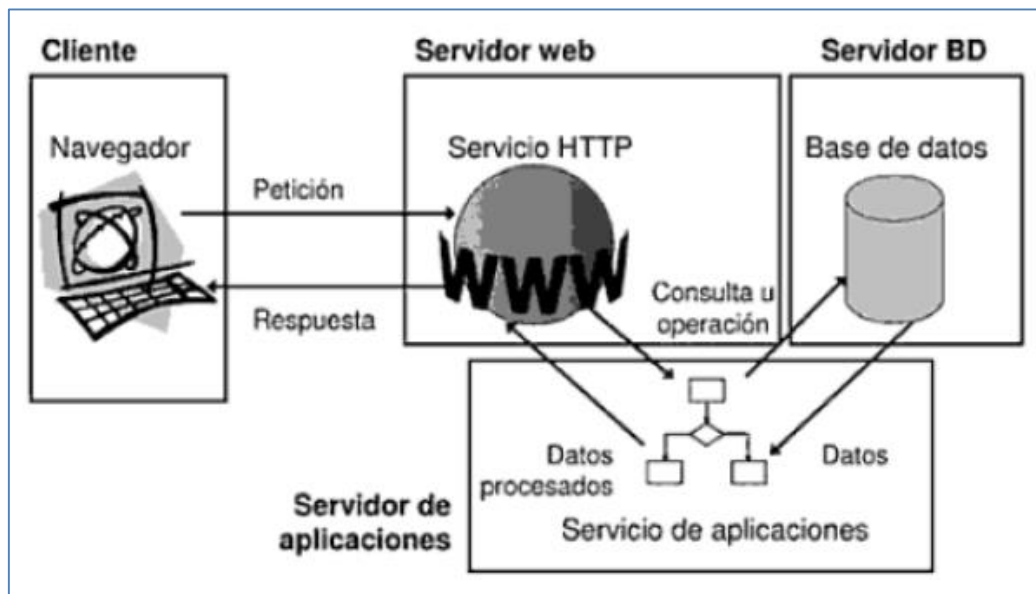 Cliente
Servidor web
Servidor BD
Navegador
Servicio HTTP
Base de datos
Petición
WWW
Respuesta
Consulta u
operación
Datos
procesados
Datos
Servidor de
aplicaciones
Servicio de aplicaciones